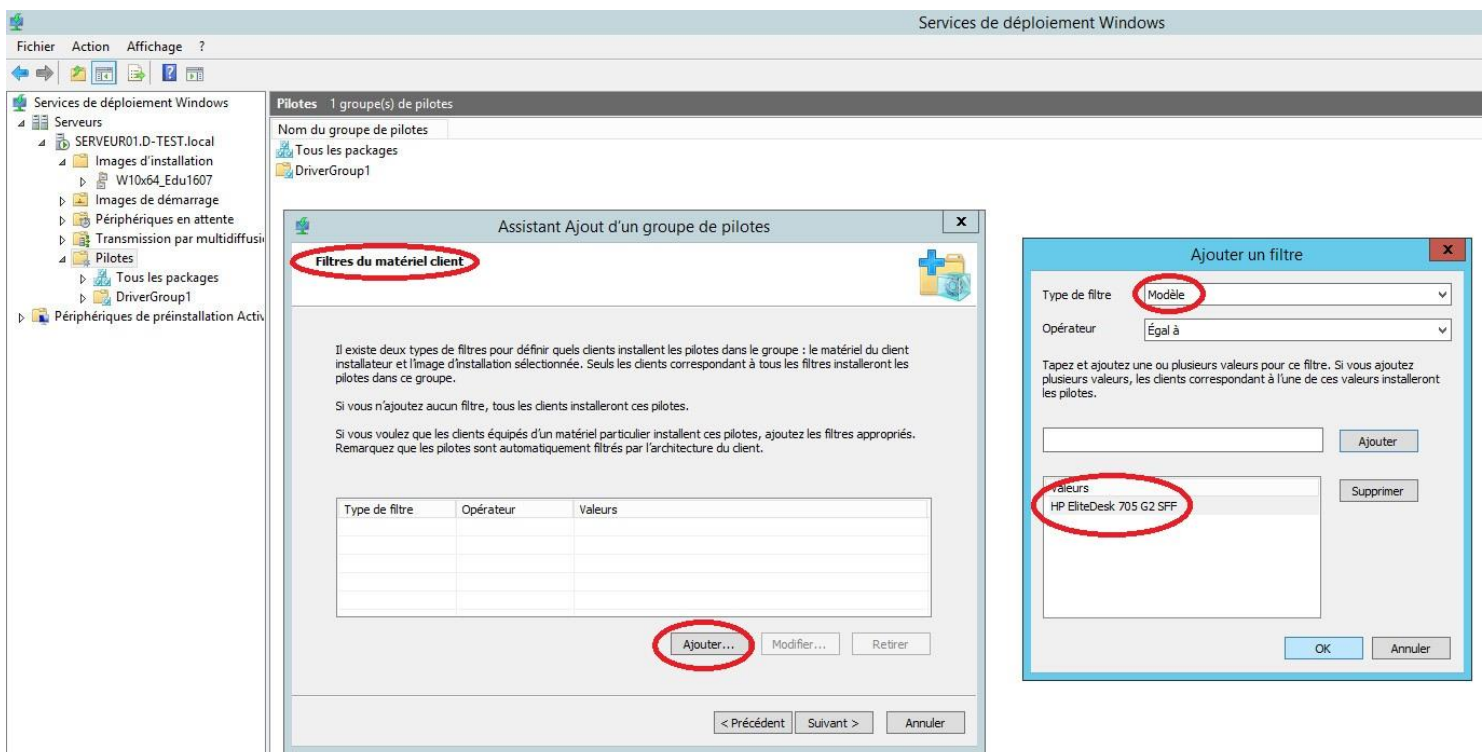 Services de déploiement Windows
Fichier Action Affichage ?
Services de déploiement Windows
Serveurs
SERVEUR01.D-TEST.local
Images d'installation
W10x64_Edu1607
Images de démarrage
Périphériques en attente
Transmission par multidiffusi
Pilotes
Tous les packages
DriverGroup1
Périphériques de préinstallation Activ
Pilotes 1 groupe(s) de pilotes
Nom du groupe de pilotes
Tous les packages
DriverGroup1
Assistant Ajout d'un groupe de pilotes
x
Filtres du matériel client
Il existe deux types de filtres pour définir quels clients installent les pilotes dans le groupe : le matériel du client
installateur et l'image d'installation sélectionnée. Seuls les clients correspondant à tous les filtres installeront les
pilotes dans ce groupe.
Si vous n'ajoutez aucun filtre, tous les clients installeront ces pilotes.
Si vous voulez que les clients équipés d'un matériel particulier installent ces pilotes, ajoutez les filtres appropriés.
Remarquez que les pilotes sont automatiquement filtrés par l'architecture du client.
Type de filtre Opérateur Valeurs
Ajouter... Modifier... Retirer
< Précédent Suivant > Annuler
Ajouter un filtre
x
Type de filtre Modèle
Opérateur Égal à
Tapez et ajoutez une ou plusieurs valeurs pour ce filtre. Si vous ajoutez
plusieurs valeurs, les clients correspondant à l'une de ces valeurs installeront
les pilotes.
Ajouter
Valeurs
HP EliteDesk 705 G2 SFF
Supprimer
OK Annuler